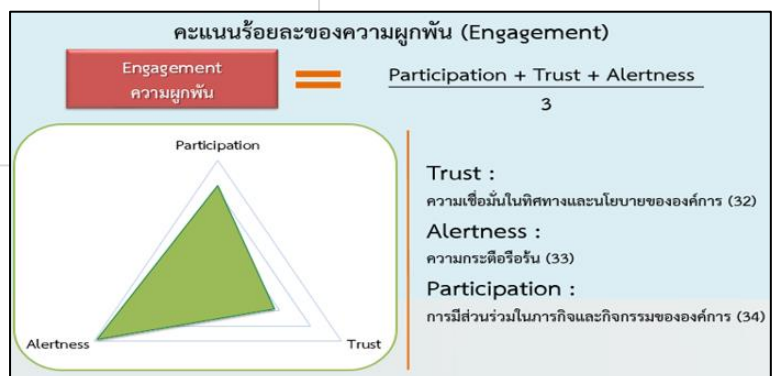 คะแนนร้อยละของความผูกพัน (Engagement)
Engagement
ความผูกพัน
=
Participation + Trust + Alertness
3
Participation
Alertness
Trust
Trust :
ความเชื่อมั่นในทิศทางและนโยบายขององค์การ (32)
Alertness :
ความกระตือรือร้น (33)
Participation :
การมีส่วนร่วมในภารกิจและกิจกรรมขององค์การ (34)